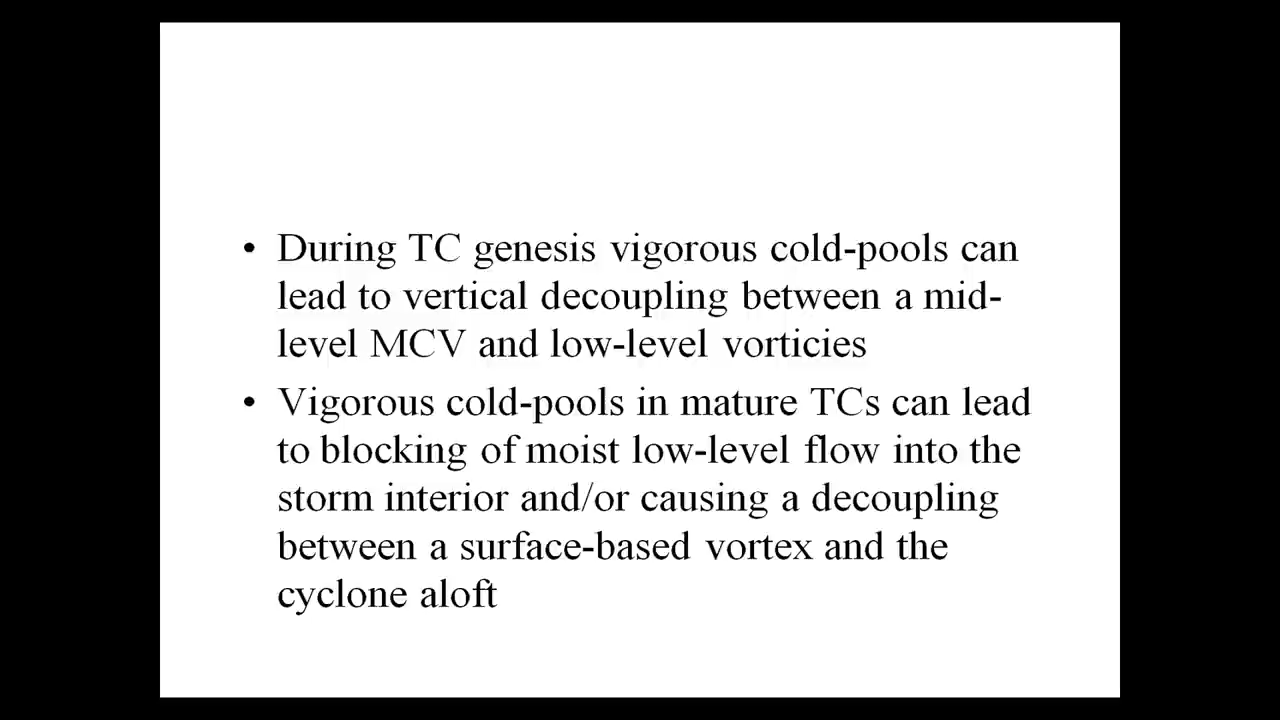 • During TC genesis vigorous cold-pools can
lead to vertical decoupling between a mid-
level MCV and low-level vorticies
• Vigorous cold-pools in mature TCs can lead
to blocking of moist low-level flow into the
storm interior and/or causing a decoupling
between a surface-based vortex and the
cyclone aloft